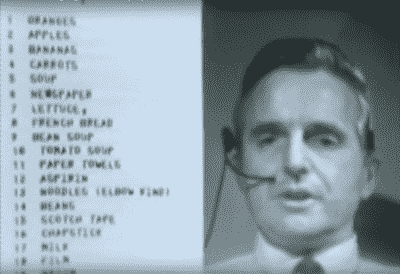 1 ORANGES
2 APPLES
3 BANANAS
4 CARROTS
5 SOUP
6 NEWSPAPER
7 LETTUCE,
8 FRENCH BREAD
9 BEAN SOUP
10 TOMATO SOUP
11 PAPER TOWELS
12 ASPIRIN
13 NOODLES (ELBOW KIND)
14 BEANS
15 SCOTCH TAPE
16 CHAPSTICK
17 MILK
18 FILM